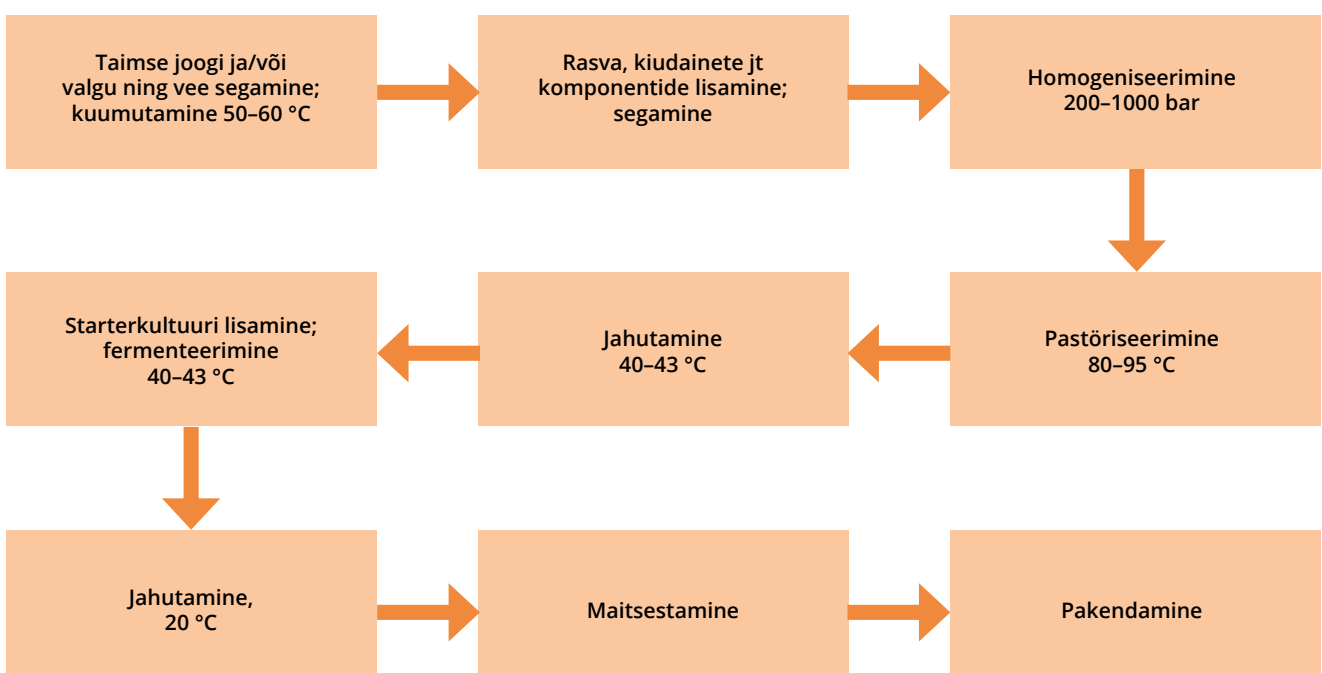 Taimse joogi ja/või
valgu ning vee segamine;
kuumutamine 50–60 °C
Rasva, kiudainete jt
komponentide lisamine;
segamine
Homogeniseerimine
200–1000 bar
Pastöriseerimine
80–95 °C
Jahutamine
40–43 °C
Starterkultuuri lisamine;
fermenteerimine
40–43 °C
Jahutamine,
20 °C
Maitsestamine
Pakendamine